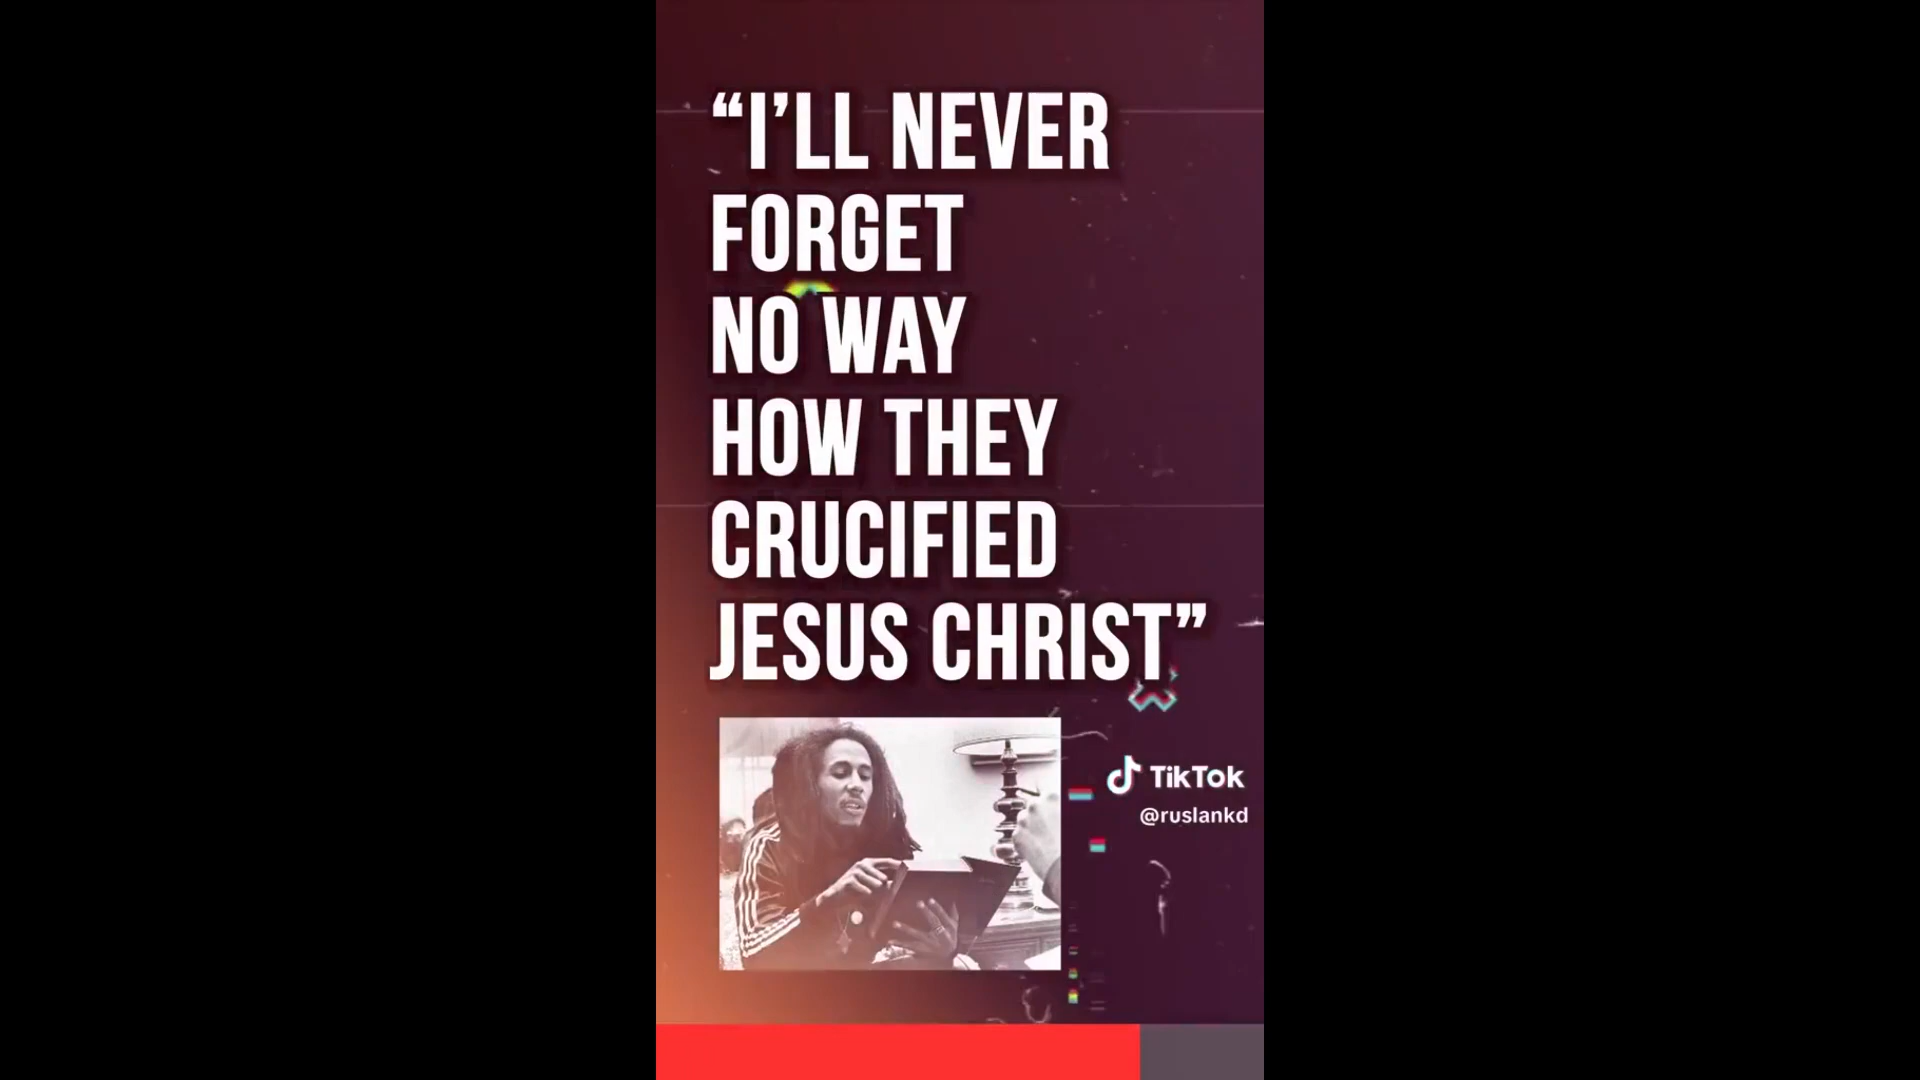 “I’LL NEVER
FORGET
NO WAY
HOW THEY
CRUCIFIED
JESUS CHRIST”
TikTok
@ruslankd